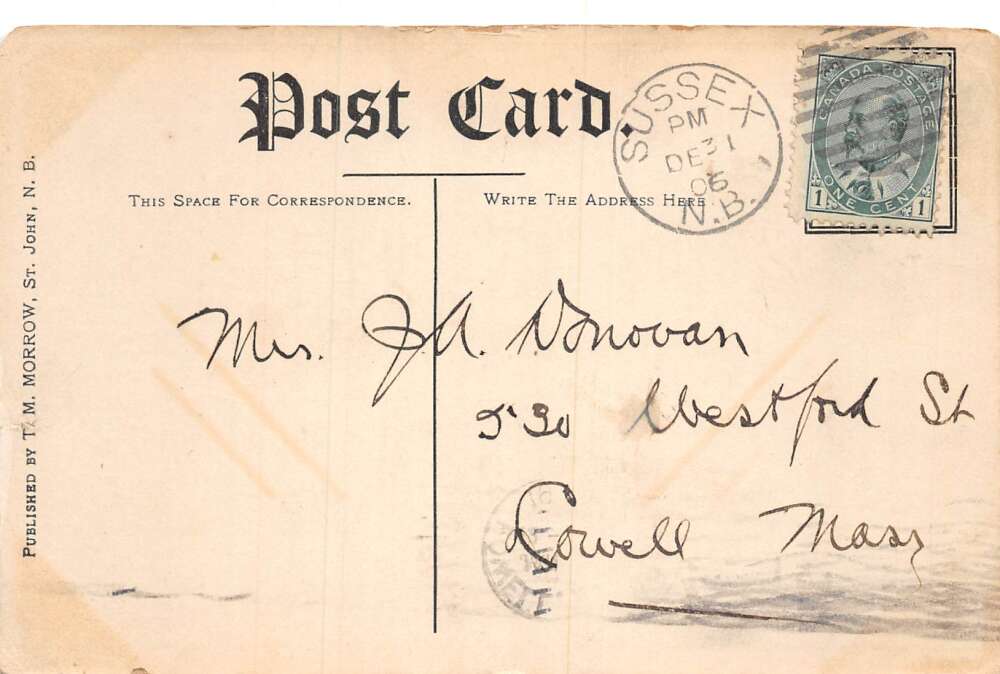 Post Card.
THIS SPACE FOR CORRESPONDENCE.
WRITE THE ADDRESS HERE
SUSSEX
PM
DE 31
06
N.B.
CANADA POSTAGE
1 ONE CENT 1
PUBLISHED BY T. M. MORROW, ST. JOHN, N. B.
Mrs. J.A. Donovan
530 Westford St
Lowell Mass